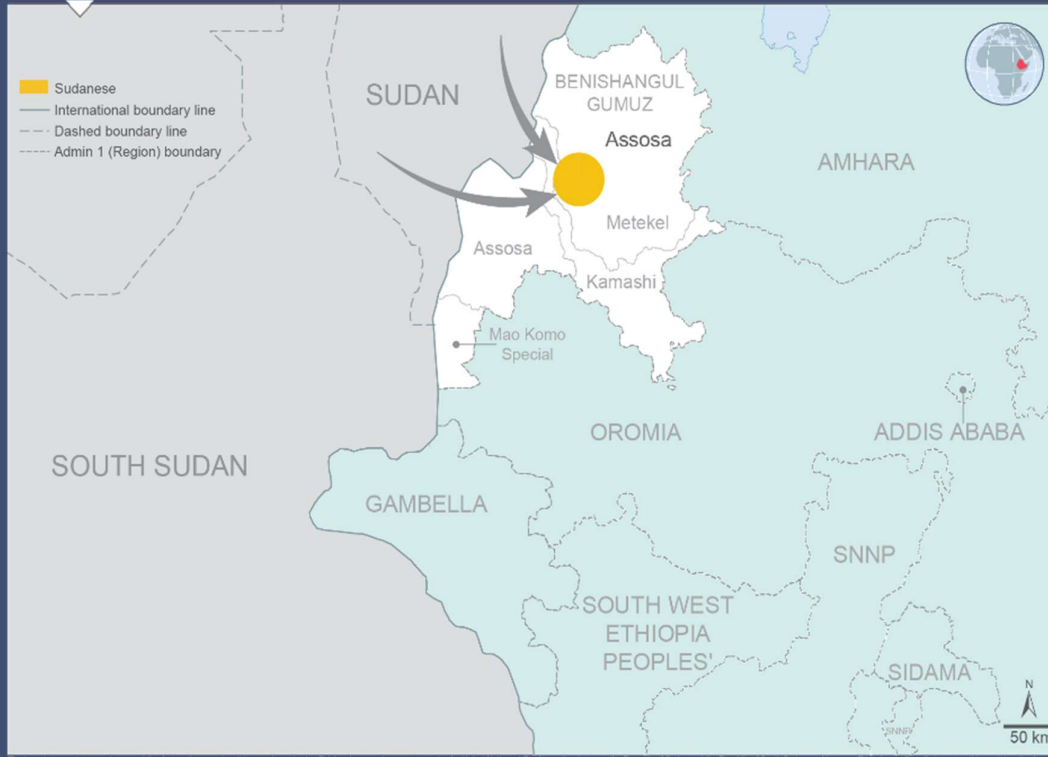 Sudanese
International boundary line
Dashed boundary line
Admin 1 (Region) boundary
SUDAN
BENISHANGUL
GUMUZ
Assosa
AMHARA
Metekel
Assosa
Kamashi
Mao Komo
Special
OROMIA
ADDIS ABABA
SOUTH SUDAN
GAMBELLA
SNNP
SOUTH WEST
ETHIOPIA
PEOPLES'
SIDAMA
SNNP
N
50 km